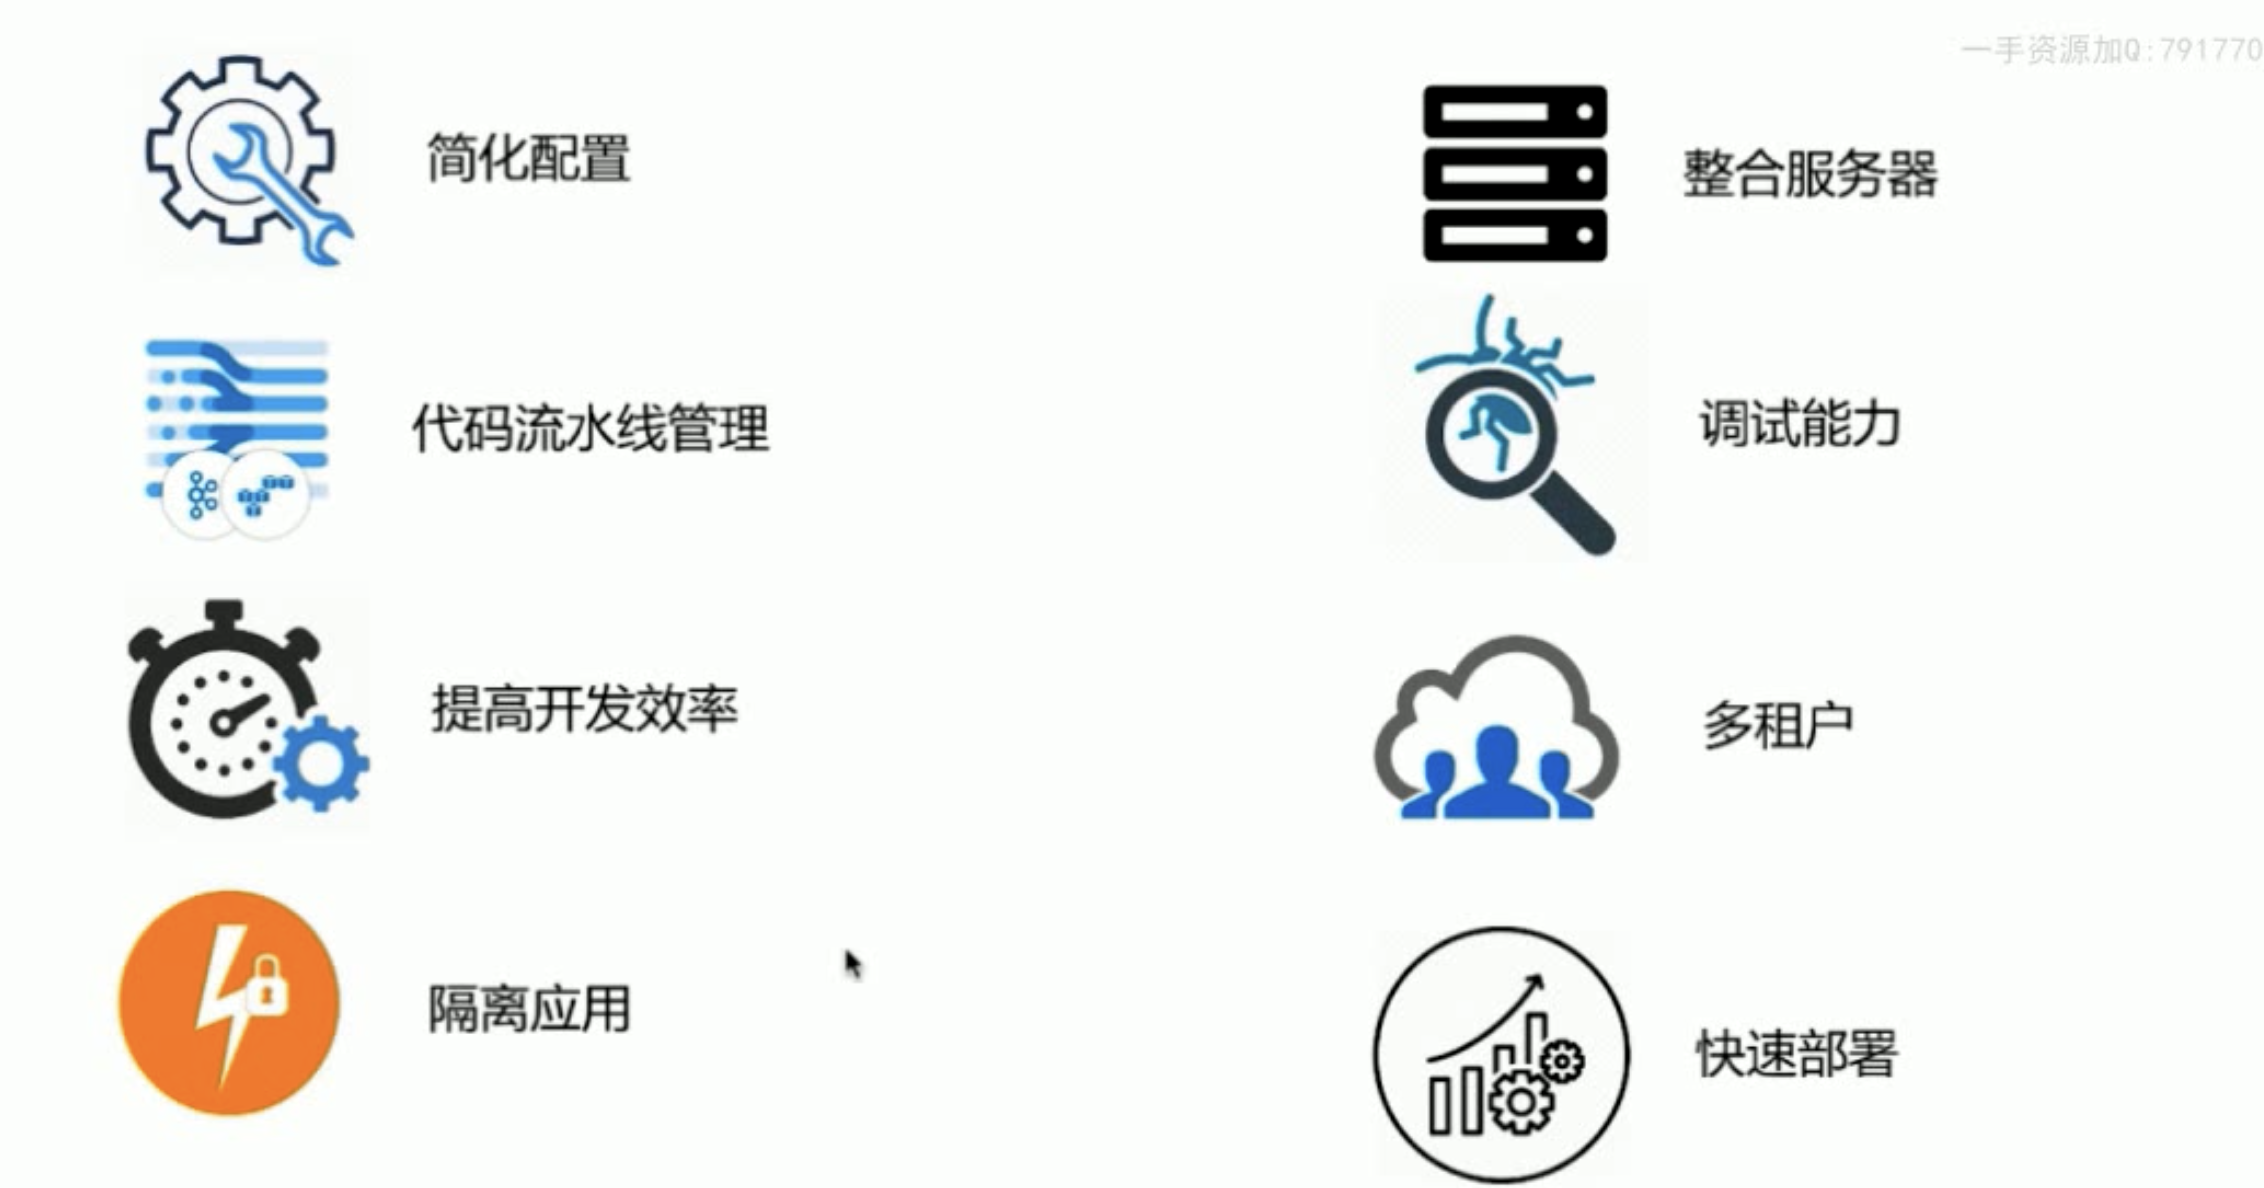 一手资源加Q:791770
简化配置
整合服务器
代码流水线管理
调试能力
提高开发效率
多租户
隔离应用
快速部署